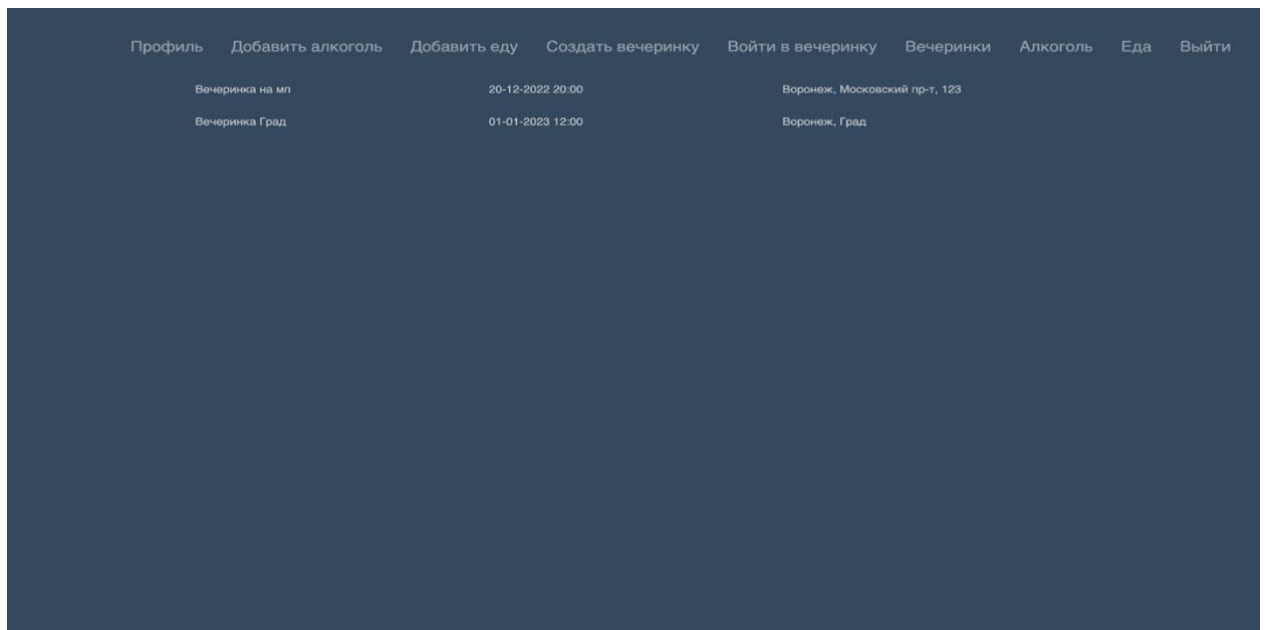 Профиль Добавить алкоголь Добавить еду Создать вечеринку Войти в вечеринку Вечеринки Алкоголь Еда Выйти
Вечеринка на мп 20-12-2022 20:00 Воронеж, Московский пр-т, 123
Вечеринка Град 01-01-2023 12:00 Воронеж, Град